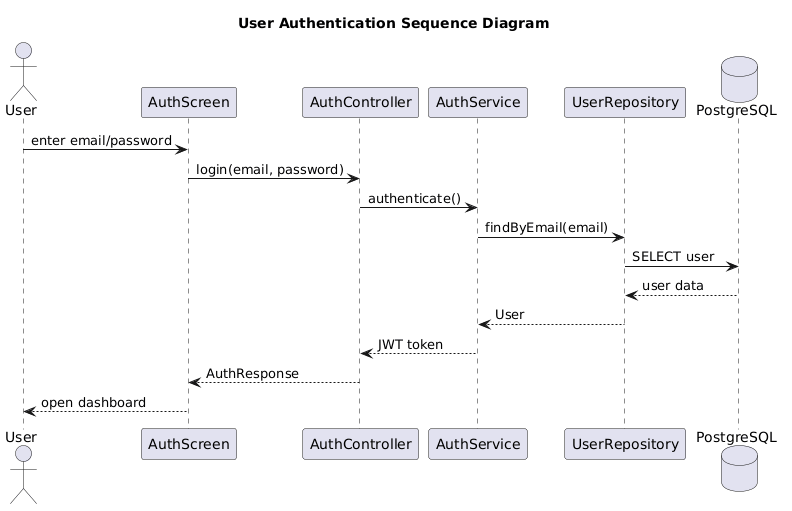 User Authentication Sequence Diagram
User
AuthScreen
AuthController
AuthService
UserRepository
PostgreSQL
enter email/password
login(email, password)
authenticate()
findByEmail(email)
SELECT user
user data
User
JWT token
AuthResponse
open dashboard
User
AuthScreen
AuthController
AuthService
UserRepository
PostgreSQL